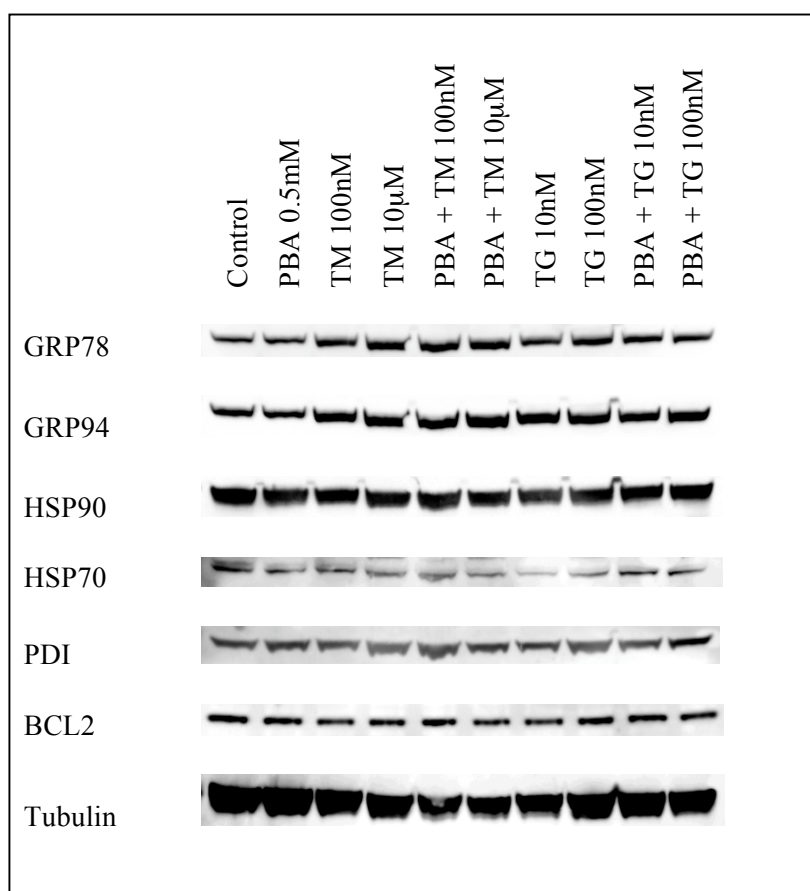 Control
PBA 0.5mM
TM 100nM
TM 10µM
PBA + TM 100nM
PBA + TM 10µM
TG 10nM
TG 100nM
PBA + TG 10nM
PBA + TG 100nM
GRP78
GRP94
HSP90
HSP70
PDI
BCL2
Tubulin